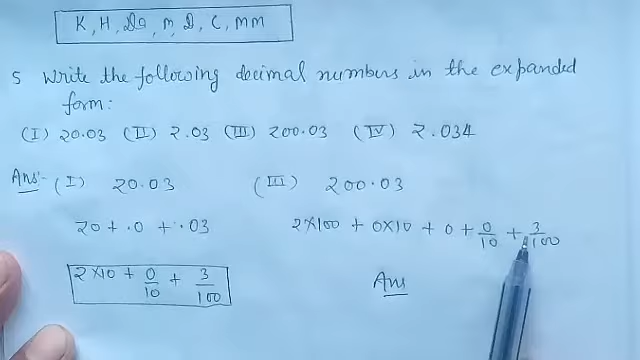 K, H, Da, m, D, C, MM
5 Write the following decimal numbers in the expanded
form:
(I) 20.03 (II) 2.03 (III) 200.03 (IV) 2.034
Ans:- (I) 20.03 (III) 200.03
20 + .0 + .03 2×100 + 0×10 + 0 + 0/10 + 3/100
2×10 + 0/10 + 3/100 Ans